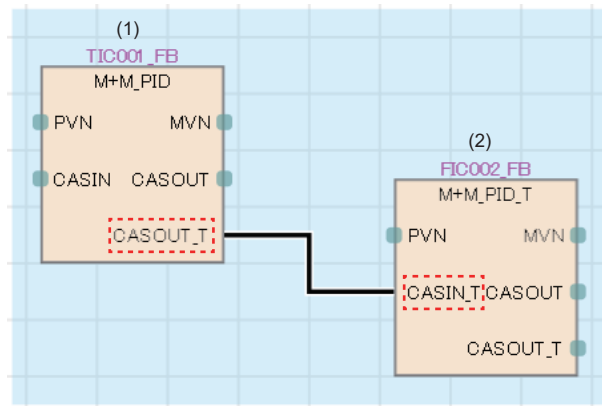 (1)
TIC001_FB
M+M_PID
PVN MVN
CASIN CASOUT
CASOUT_T
(2)
FIC002_FB
M+M_PID_T
PVN MVN
CASIN_T CASOUT
CASOUT_T